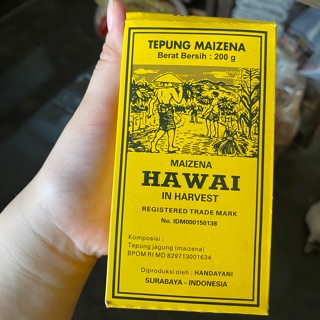 TEPUNG MAIZENA
Berat Bersih : 200 g
MAIZENA
HAWAI
IN HARVEST
REGISTERED TRADE MARK
No. IDM000150138
Komposisi :
Tepung jagung (maizena)
BPOM RI MD 829713001634
Diproduksi oleh : HANDAYANI
SURABAYA - INDONESIA